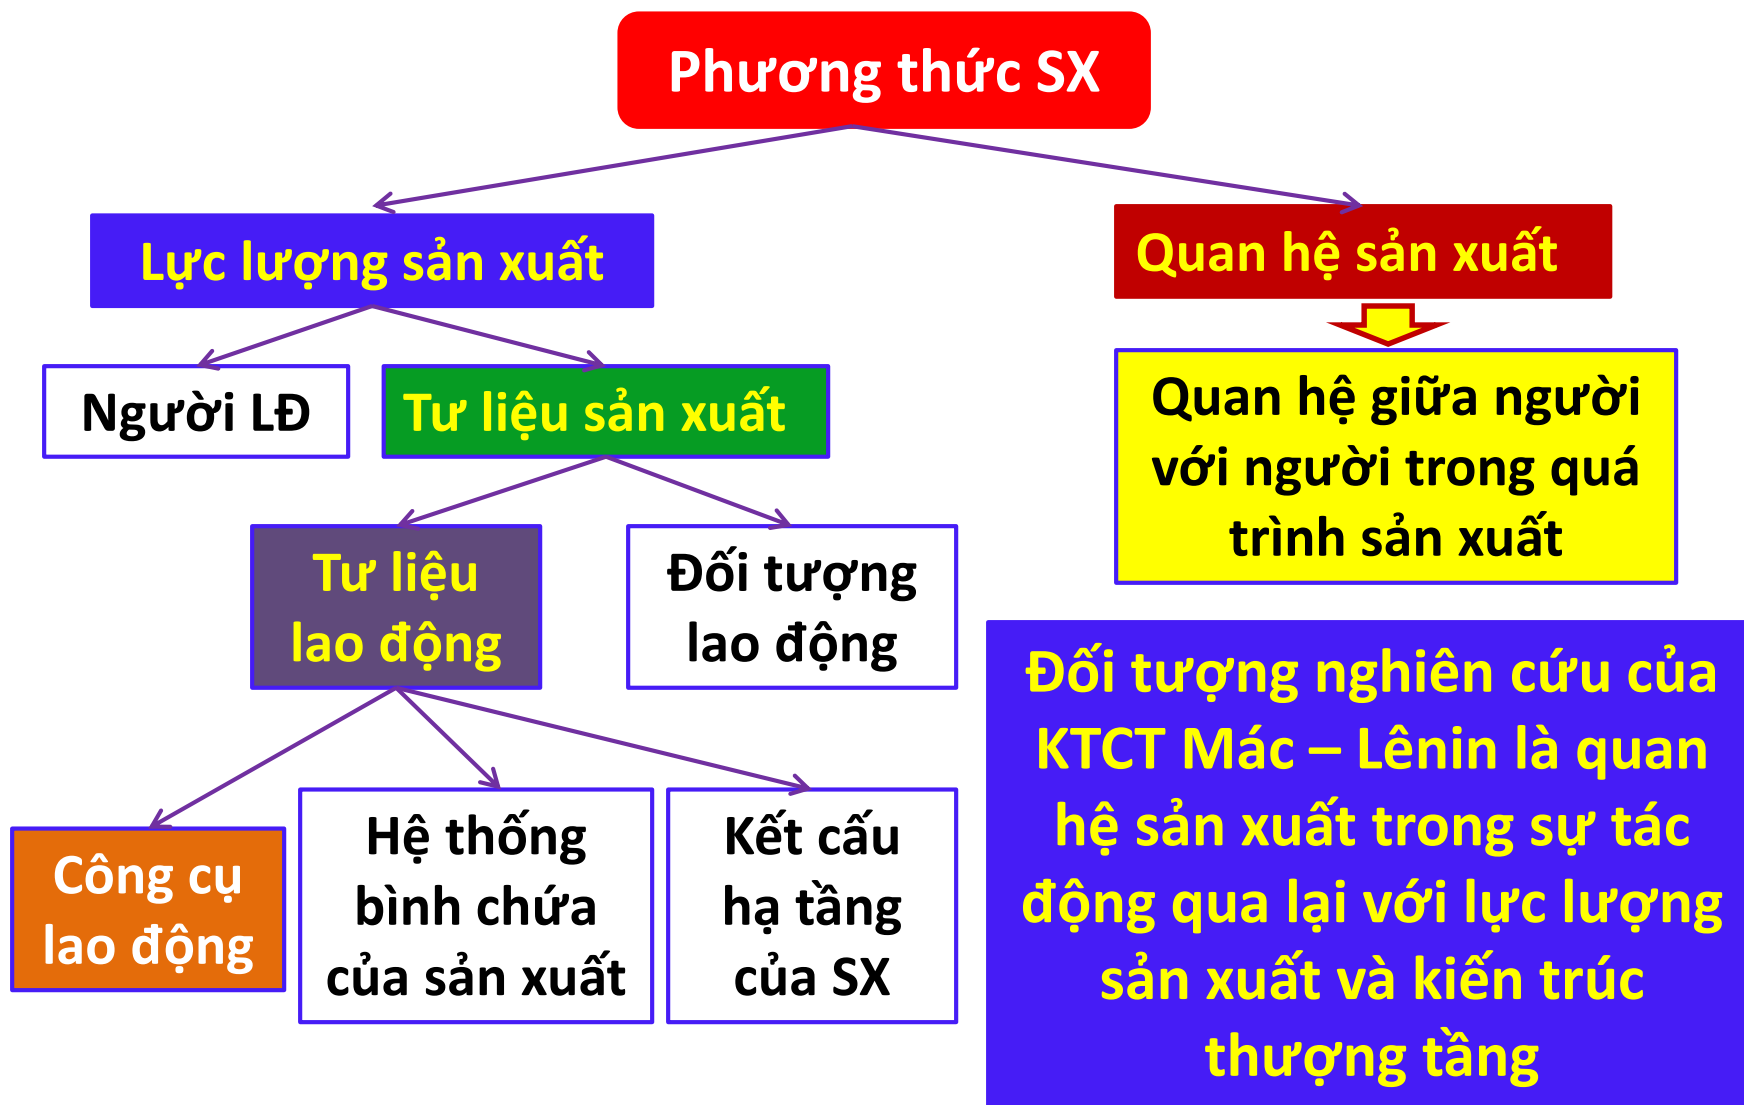 Phương thức SX
Lực lượng sản xuất
Quan hệ sản xuất
Người LĐ
Tư liệu sản xuất
Quan hệ giữa người
với người trong quá
trình sản xuất
Tư liệu
lao động
Đối tượng
lao động
Công cụ
lao động
Hệ thống
bình chứa
của sản xuất
Kết cấu
hạ tầng
của SX
Đối tượng nghiên cứu của
KTCT Mác – Lênin là quan
hệ sản xuất trong sự tác
động qua lại với lực lượng
sản xuất và kiến trúc
thượng tầng